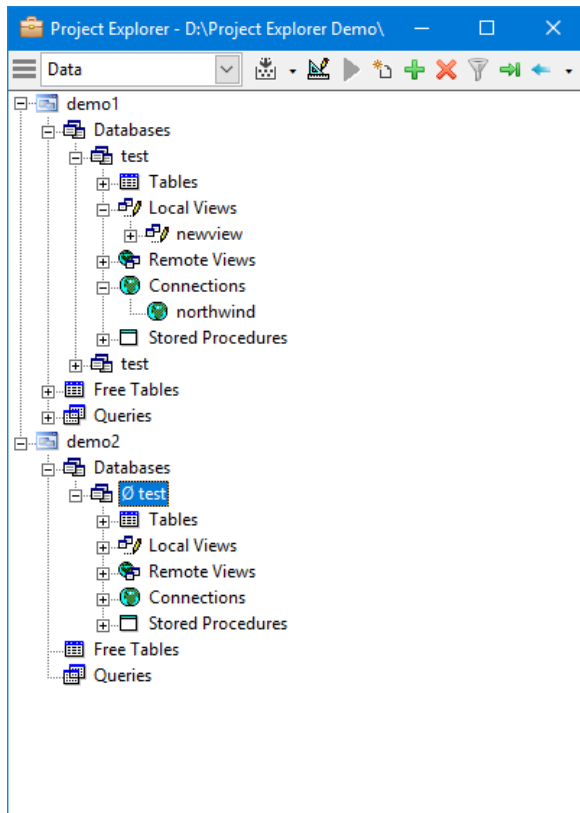 Project Explorer - D:\Project Explorer Demo\
Data
demo1
Databases
test
Tables
Local Views
newview
Remote Views
Connections
northwind
Stored Procedures
test
Free Tables
Queries
demo2
Databases
Ø test
Tables
Local Views
Remote Views
Connections
Stored Procedures
Free Tables
Queries